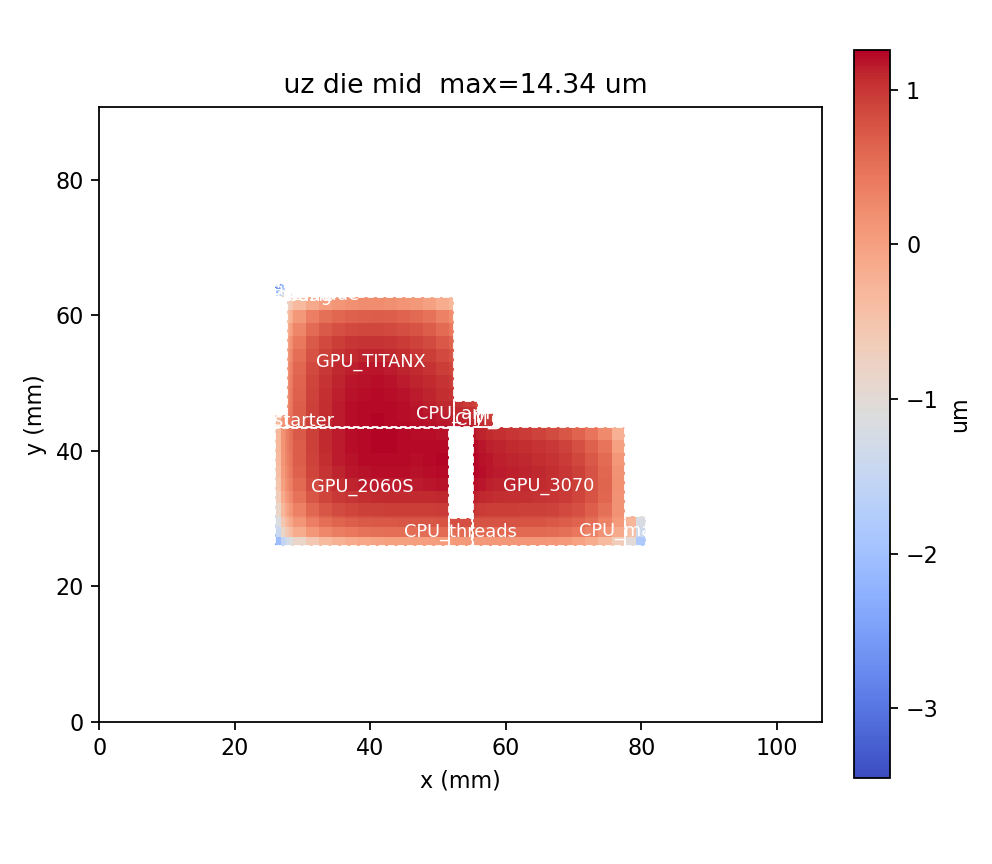 uz die mid  max=14.34 um
80
60
40
20
0
y (mm)
GPU_TITANX
Starter
GPU_2060S
GPU_3070
CPU_threads
0
20
40
60
80
100
x (mm)
1
0
−1
−2
−3
um